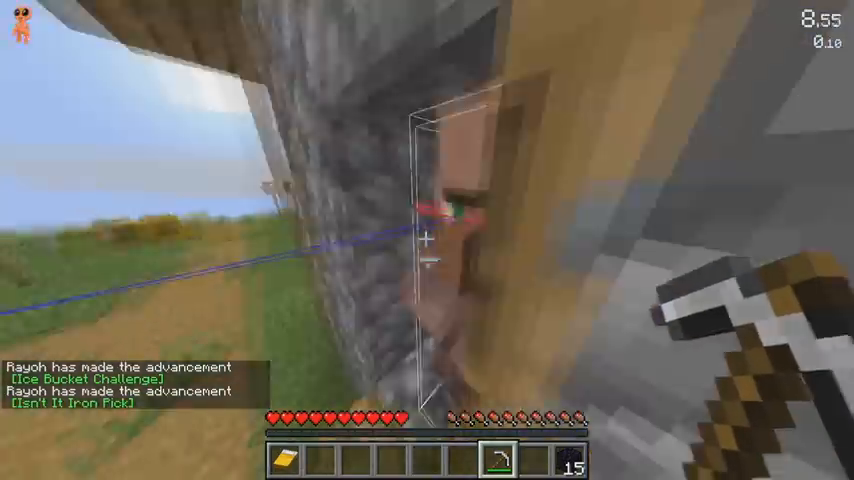 8.55
0.10
Rayoh has made the advancement
[Ice Bucket Challenge]
Rayoh has made the advancement
[Isn't It Iron Pick]
15